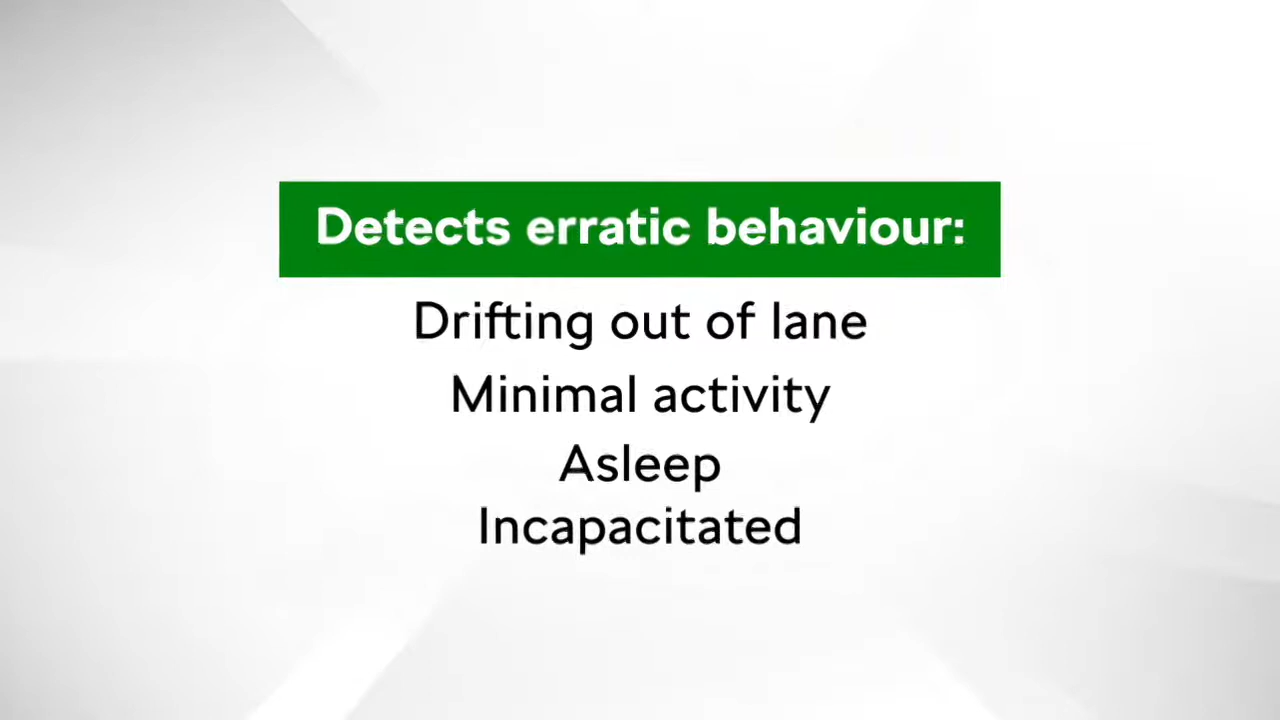 Detects erratic behaviour:
Drifting out of lane
Minimal activity
Asleep
Incapacitated